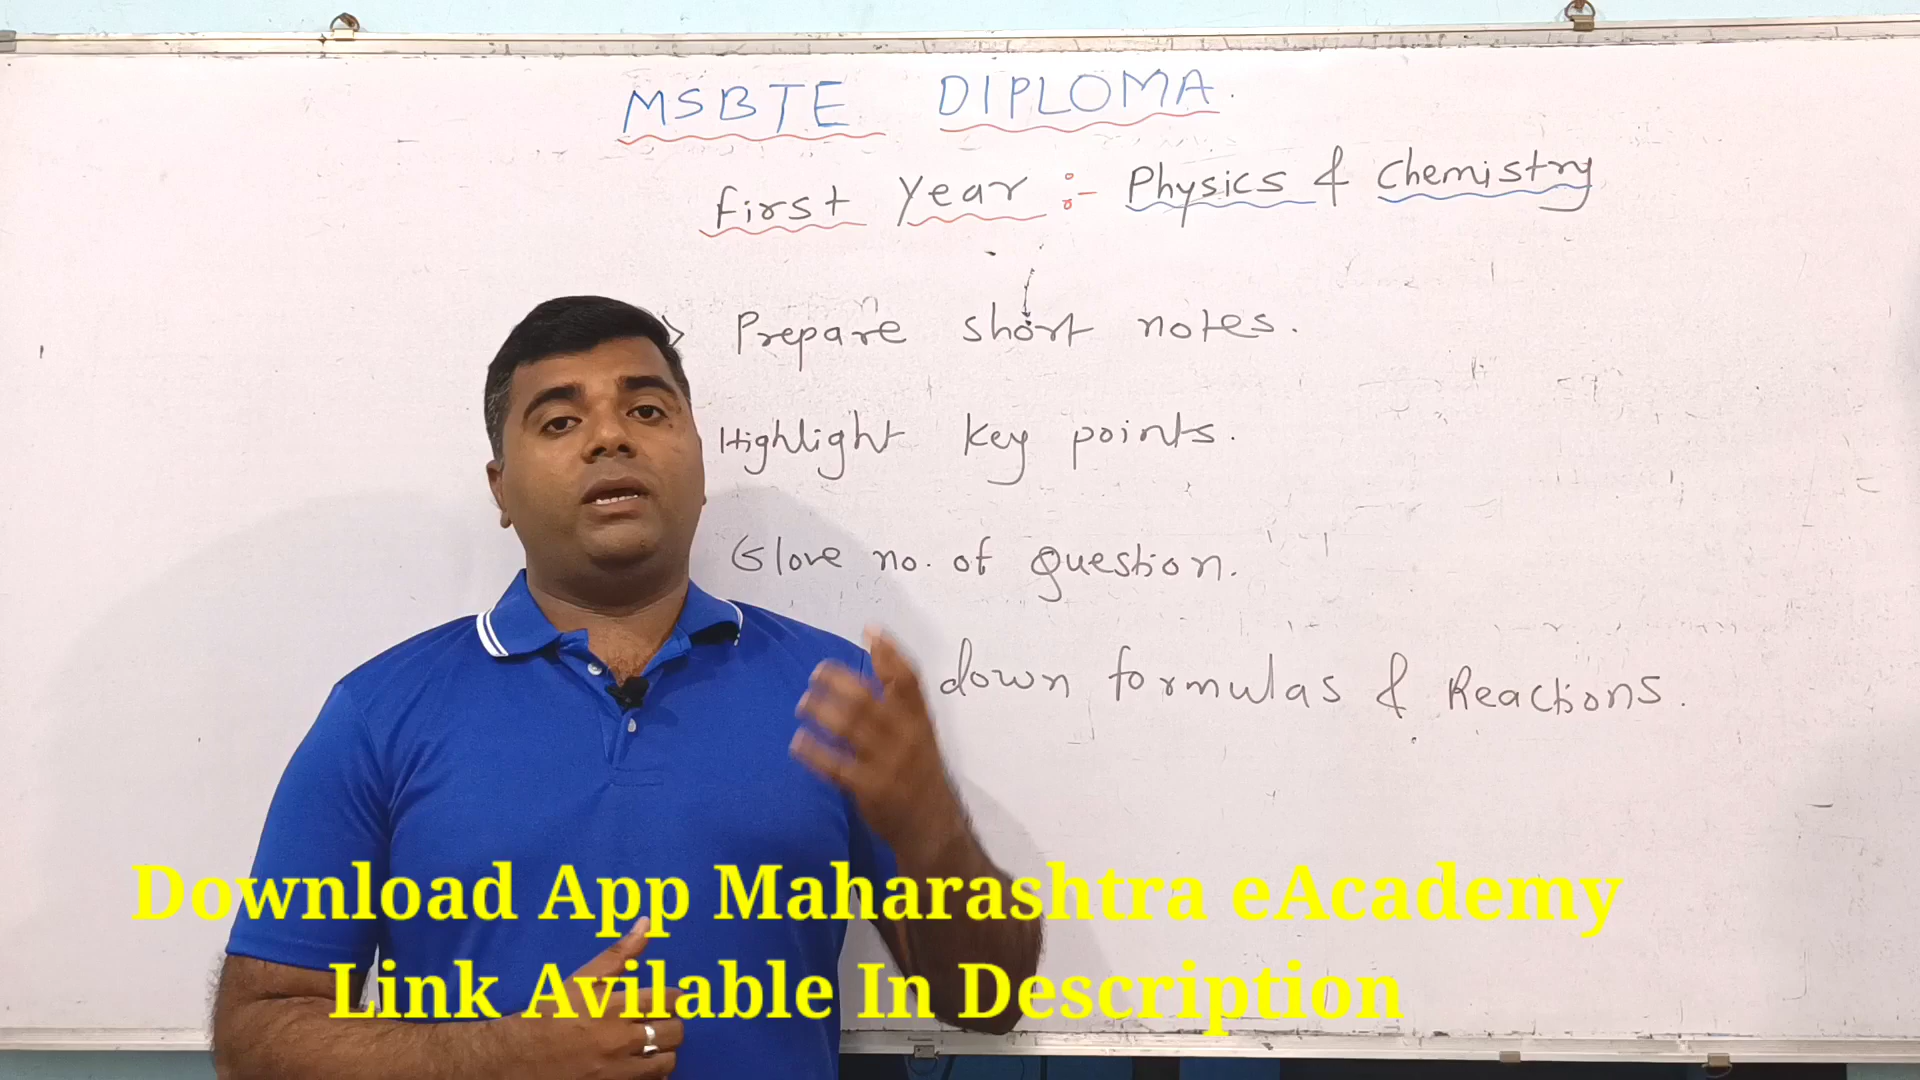 MSBTE DIPLOMA.
First Year :- Physics & Chemistry
> Prepare short notes.
Highlight key points.
no. of Question.
down formulas & Reactions.
Download App Maharashtra eAcademy
Link Avilable In Description